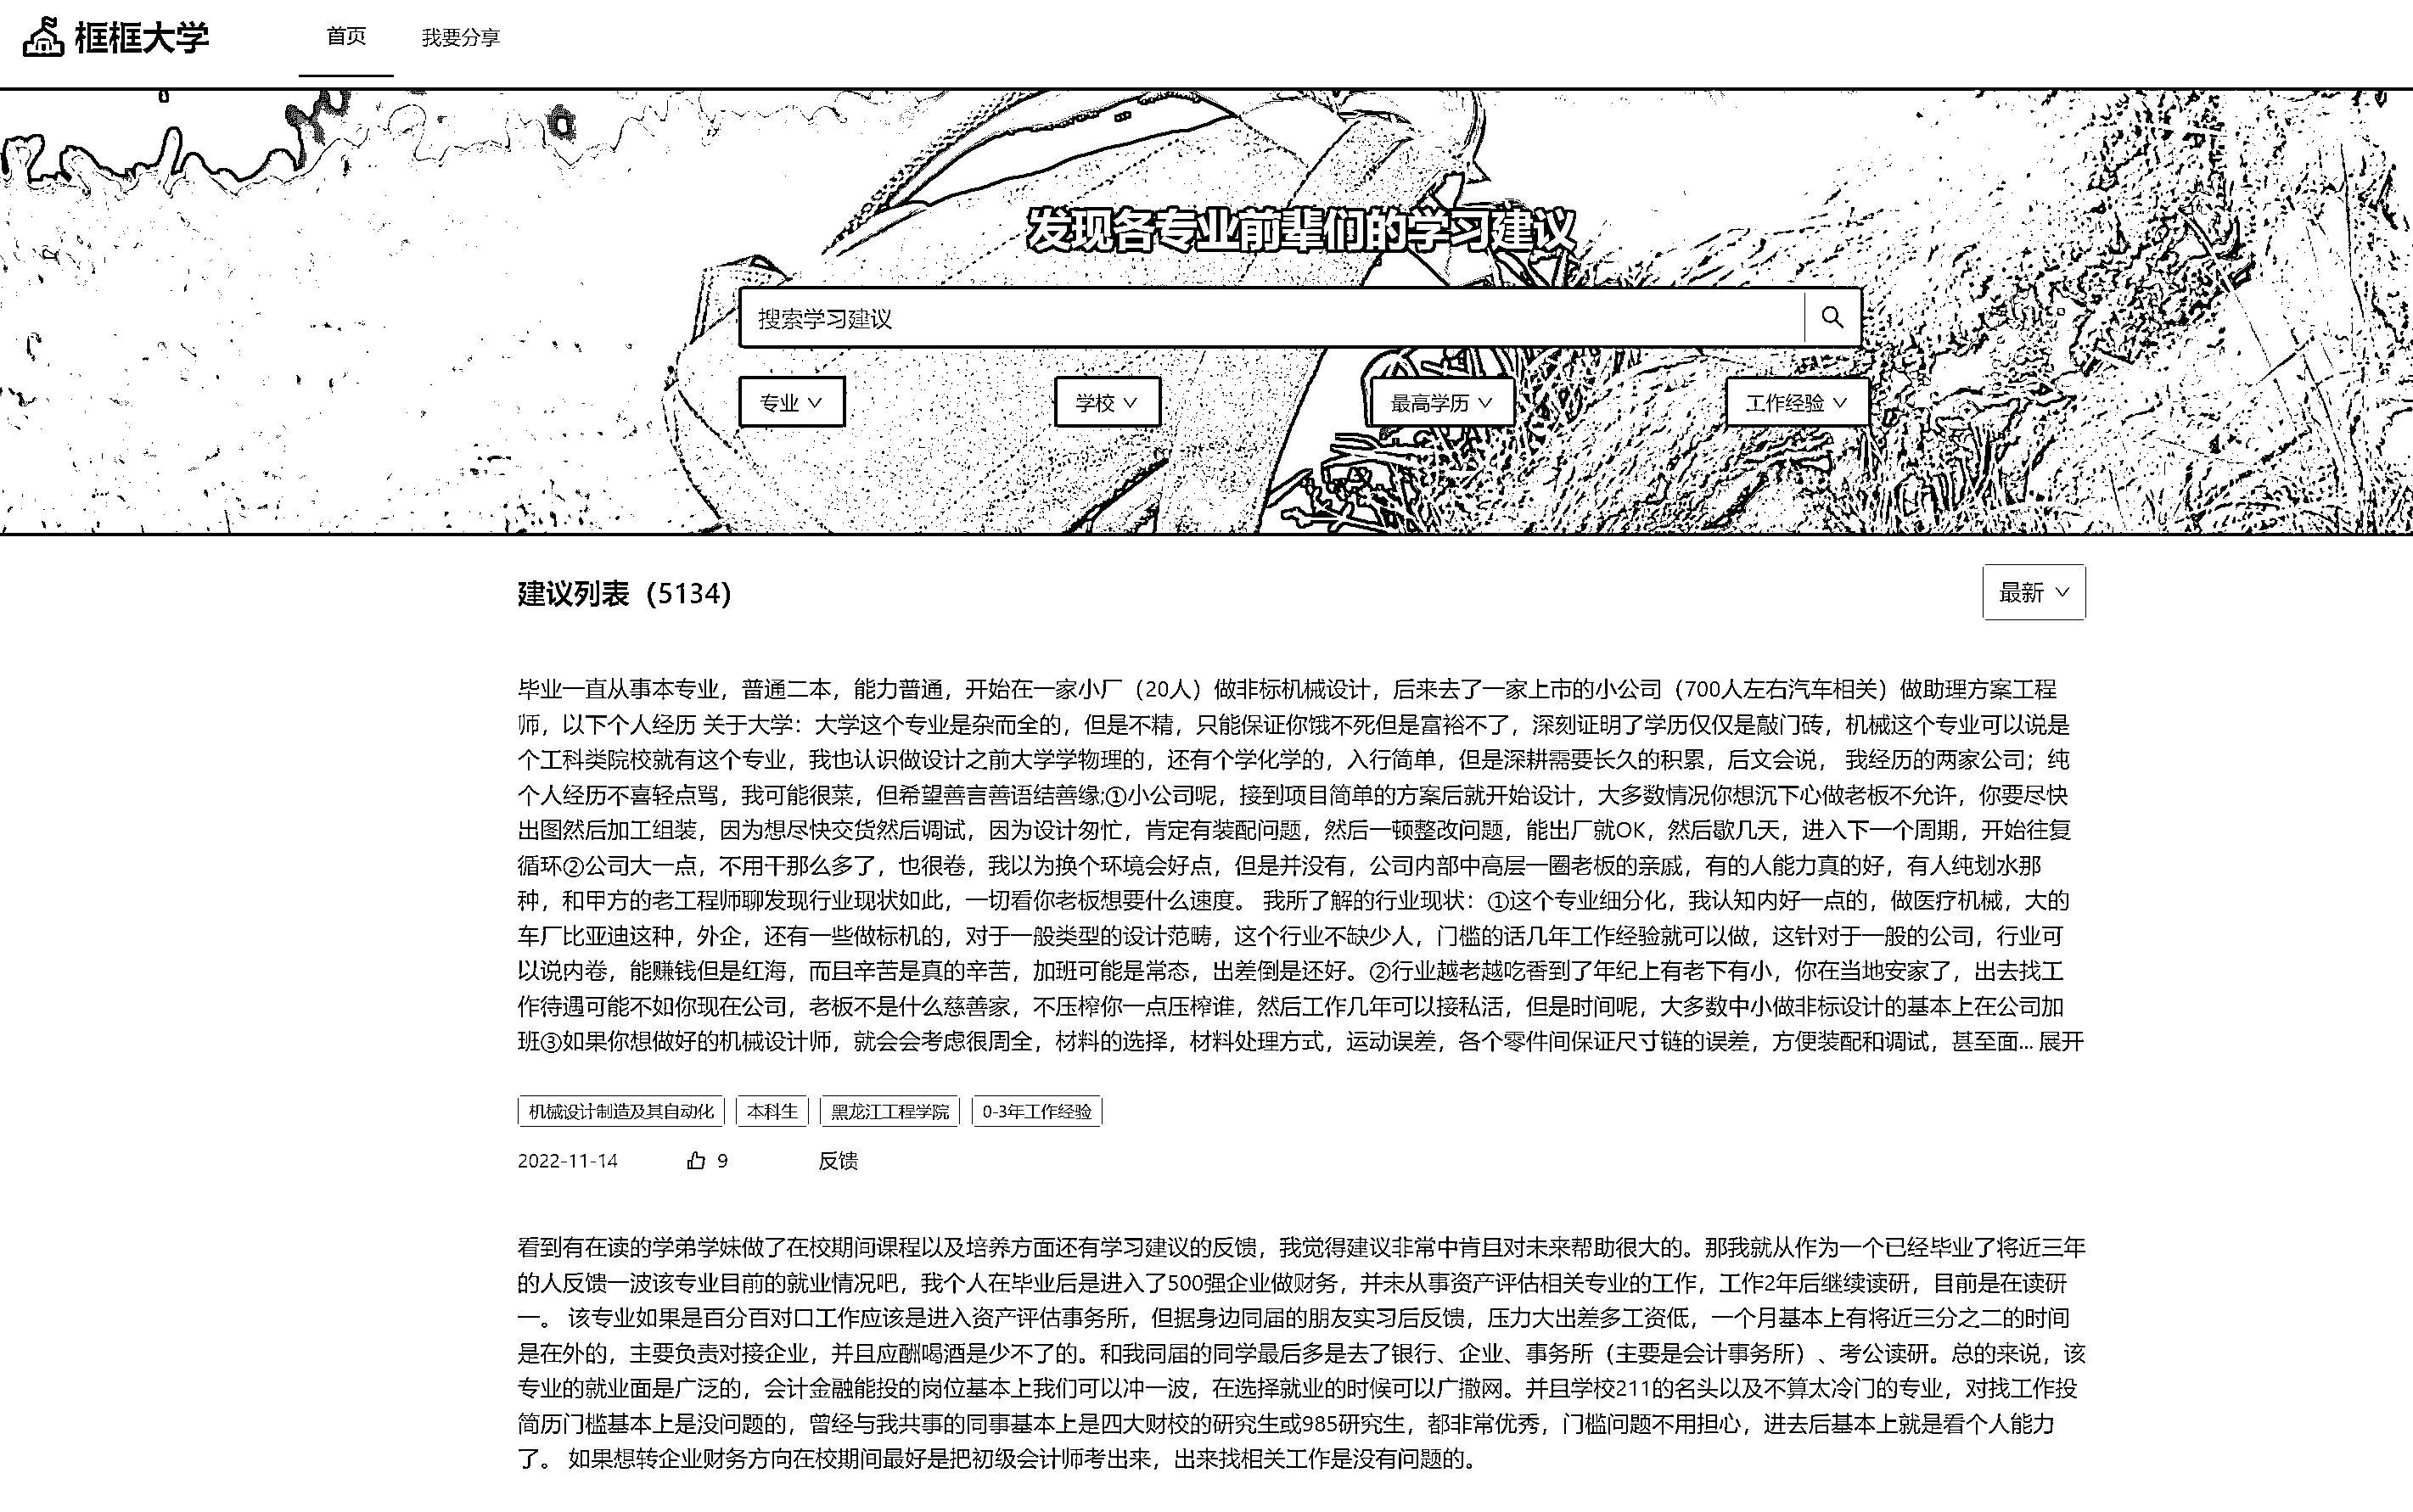 框框大学
首页
我要分享
发现各专业前辈们的学习建议
搜索学习建议
专业
学校
最高学历
工作经验
建议列表（5134）
最新
毕业一直从事本专业，普通二本，能力普通，开始在一家小厂（20人）做非标机械设计，后来去了一家上市的小公司（700人左右汽车相关）做助理方案工程
师，以下个人经历 关于大学：大学这个专业是杂而全的，但是不精，只能保证你饿不死但是富裕不了，深刻证明了学历仅仅是敲门砖，机械这个专业可以说是
个工科类院校就有这个专业，我也认识做设计之前大学学物理的，还有个学化学的，入行简单，但是深耕需要长久的积累，后文会说， 我经历的两家公司；纯
个人经历不喜轻点骂，我可能很菜，但希望善言善语结善缘;①小公司呢，接到项目简单的方案后就开始设计，大多数情况你想沉下心做老板不允许，你要尽快
出图然后加工组装，因为想尽快交货然后调试，因为设计匆忙，肯定有装配问题，然后一顿整改问题，能出厂就OK，然后歇几天，进入下一个周期，开始往复
循环②公司大一点，不用干那么多了，也很卷，我以为换个环境会好点，但是并没有，公司内部中高层一圈老板的亲戚，有的人能力真的好，有人纯划水那
种，和甲方的老工程师聊发现行业现状如此，一切看你老板想要什么速度。 我所了解的行业现状：①这个专业细分化，我认知内好一点的，做医疗机械，大的
车厂比亚迪这种，外企，还有一些做标机的，对于一般类型的设计范畴，这个行业不缺少人，门槛的话几年工作经验就可以做，这针对于一般的公司，行业可
以说内卷，能赚钱但是红海，而且辛苦是真的辛苦，加班可能是常态，出差倒是还好。②行业越老越吃香到了年纪上有老下有小，你在当地安家了，出去找工
作待遇可能不如你现在公司，老板不是什么慈善家，不压榨你一点压榨谁，然后工作几年可以接私活，但是时间呢，大多数中小做非标设计的基本上在公司加
班③如果你想做好的机械设计师，就会会考虑很周全，材料的选择，材料处理方式，运动误差，各个零件间保证尺寸链的误差，方便装配和调试，甚至面... 展开
机械设计制造及其自动化
本科生
黑龙江工程学院
0-3年工作经验
2022-11-14
9
反馈
看到有在读的学弟学妹做了在校期间课程以及培养方面还有学习建议的反馈，我觉得建议非常中肯且对未来帮助很大的。那我就从作为一个已经毕业了将近三年
的人反馈一波该专业目前的就业情况吧，我个人在毕业后是进入了500强企业做财务，并未从事资产评估相关专业的工作，工作2年后继续读研，目前是在读研
一。 该专业如果是百分百对口工作应该是进入资产评估事务所，但据身边同届的朋友实习后反馈，压力大出差多工资低，一个月基本上有将近三分之二的时间
是在外的，主要负责对接企业，并且应酬喝酒是少不了的。和我同届的同学最后多是去了银行、企业、事务所（主要是会计事务所）、考公读研。总的来说，该
专业的就业面是广泛的，会计金融能投的岗位基本上我们可以冲一波，在选择就业的时候可以广撒网。并且学校211的名头以及不算太冷门的专业，对找工作投
简历门槛基本上是没问题的，曾经与我共事的同事基本上是四大财校的研究生或985研究生，都非常优秀，门槛问题不用担心，进去后基本上就是看个人能力
了。 如果想转企业财务方向在校期间最好是把初级会计师考出来，出来找相关工作是没有问题的。